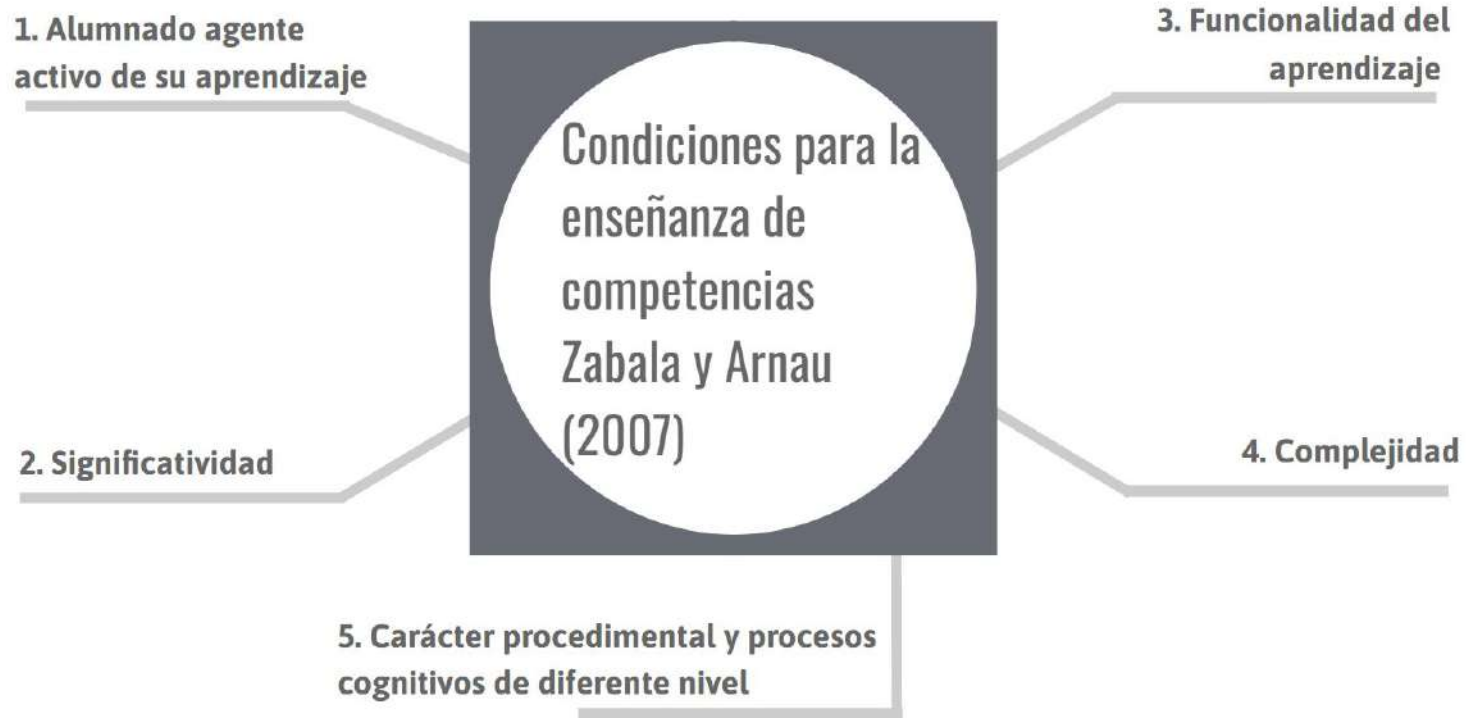 1. Alumnado agente
activo de su aprendizaje
2. Significatividad
Condiciones para la
enseñanza de
competencias
Zabala y Arnau
(2007)
3. Funcionalidad del
aprendizaje
4. Complejidad
5. Carácter procedimental y procesos
cognitivos de diferente nivel